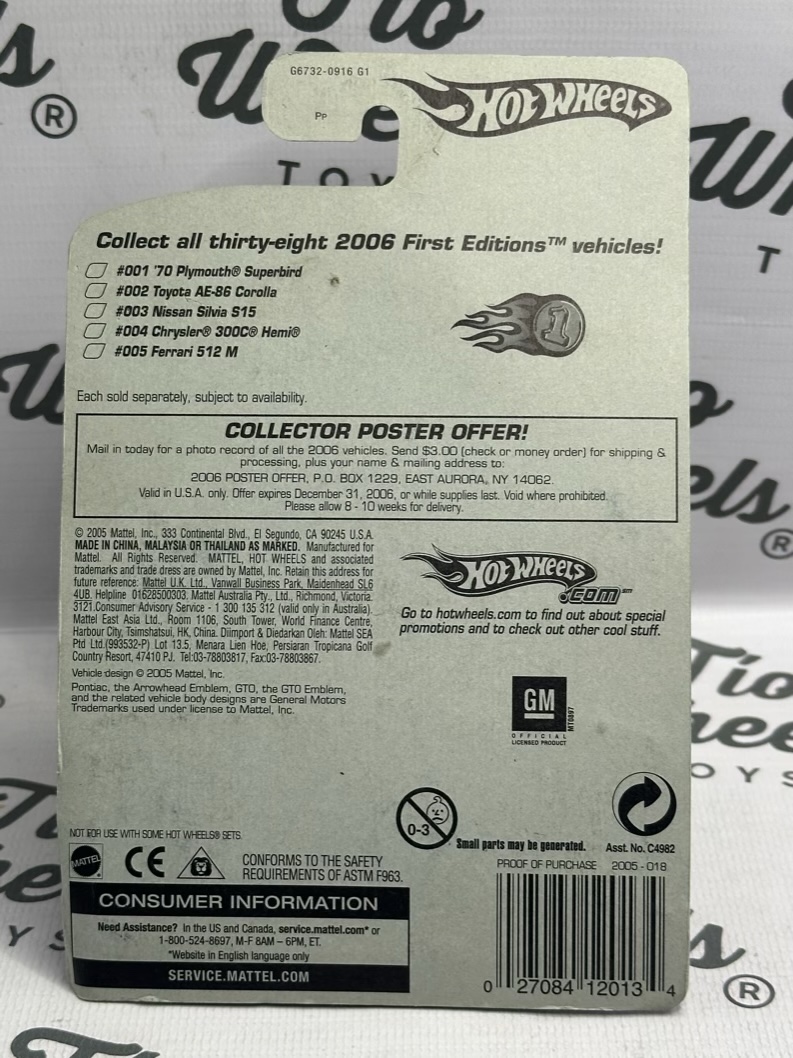 G6732-0916 G1
Pp
HOT WHEELS
Collect all thirty-eight 2006 First Editions™ vehicles!
#001 '70 Plymouth® Superbird
#002 Toyota AE-86 Corolla
#003 Nissan Silvia S15
#004 Chrysler® 300C® Hemi®
#005 Ferrari 512 M
1
Each sold separately, subject to availability.
COLLECTOR POSTER OFFER!
Mail in today for a photo record of all the 2006 vehicles. Send $3.00 (check or money order) for shipping &
processing, plus your name & mailing address to:
2006 POSTER OFFER, P.O. BOX 1229, EAST AURORA, NY 14062.
Valid in U.S.A. only. Offer expires December 31, 2006, or while supplies last. Void where prohibited.
Please allow 8 - 10 weeks for delivery.
© 2005 Mattel, Inc., 333 Continental Blvd., El Segundo, CA 90245 U.S.A.
MADE IN CHINA, MALAYSIA OR THAILAND AS MARKED. Manufactured for
Mattel. All Rights Reserved. MATTEL, HOT WHEELS and associated
trademarks and trade dress are owned by Mattel, Inc. Retain this address for
future reference: Mattel U.K. Ltd., Vanwall Business Park, Maidenhead SL6
4UB. Helpline 01628500303. Mattel Australia Pty., Ltd., Richmond, Victoria.
3121.Consumer Advisory Service - 1 300 135 312 (valid only in Australia).
Mattel East Asia Ltd., Room 1106, South Tower, World Finance Centre,
Harbour City, Tsimshatsui, HK, China. Diimport & Diedarkan Oleh: Mattel SEA
Ptd Ltd.(993532-P) Lot 13.5, Menara Lien Hoe, Persiaran Tropicana Golf
Country Resort, 47410 PJ. Tel:03-78803817, Fax:03-78803867.
Vehicle design © 2005 Mattel, Inc.
Pontiac, the Arrowhead Emblem, GTO, the GTO Emblem,
and the related vehicle body designs are General Motors
Trademarks used under license to Mattel, Inc.
HOT WHEELS
.COM℠
Go to hotwheels.com to find out about special
promotions and to check out other cool stuff.
GM
MT0897
OFFICIAL
LICENSED PRODUCT
0-3
Small parts may be generated.
Asst. No. C4982
NOT FOR USE WITH SOME HOT WHEELS® SETS.
MATTEL
CE
CONFORMS TO THE SAFETY
REQUIREMENTS OF ASTM F963.
PROOF OF PURCHASE 2005 - 018
CONSUMER INFORMATION
Need Assistance? In the US and Canada, service.mattel.com* or
1-800-524-8697, M-F 8AM – 6PM, ET.
*Website in English language only
SERVICE.MATTEL.COM
0 27084 12013 4